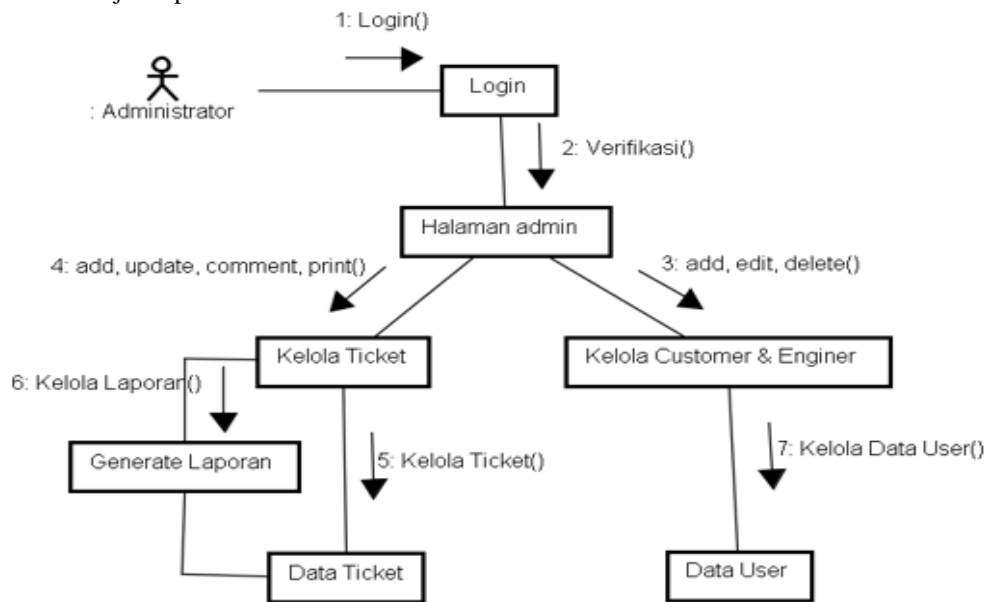 1: Login()
Login
: Administrator
2: Verifikasi()
Halaman admin
4: add, update, comment, print()
3: add, edit, delete()
Kelola Ticket
Kelola Customer & Enginer
6: Kelola Laporan()
Generate Laporan
5: Kelola Ticket()
7: Kelola Data User()
Data Ticket
Data User